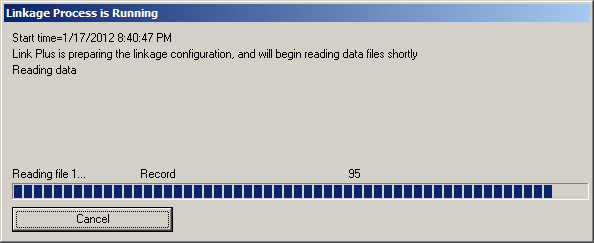 Linkage Process is Running
Start time=1/17/2012 8:40:47 PM
Link Plus is preparing the linkage configuration, and will begin reading data files shortly
Reading data
Reading file 1... Record 95
Cancel